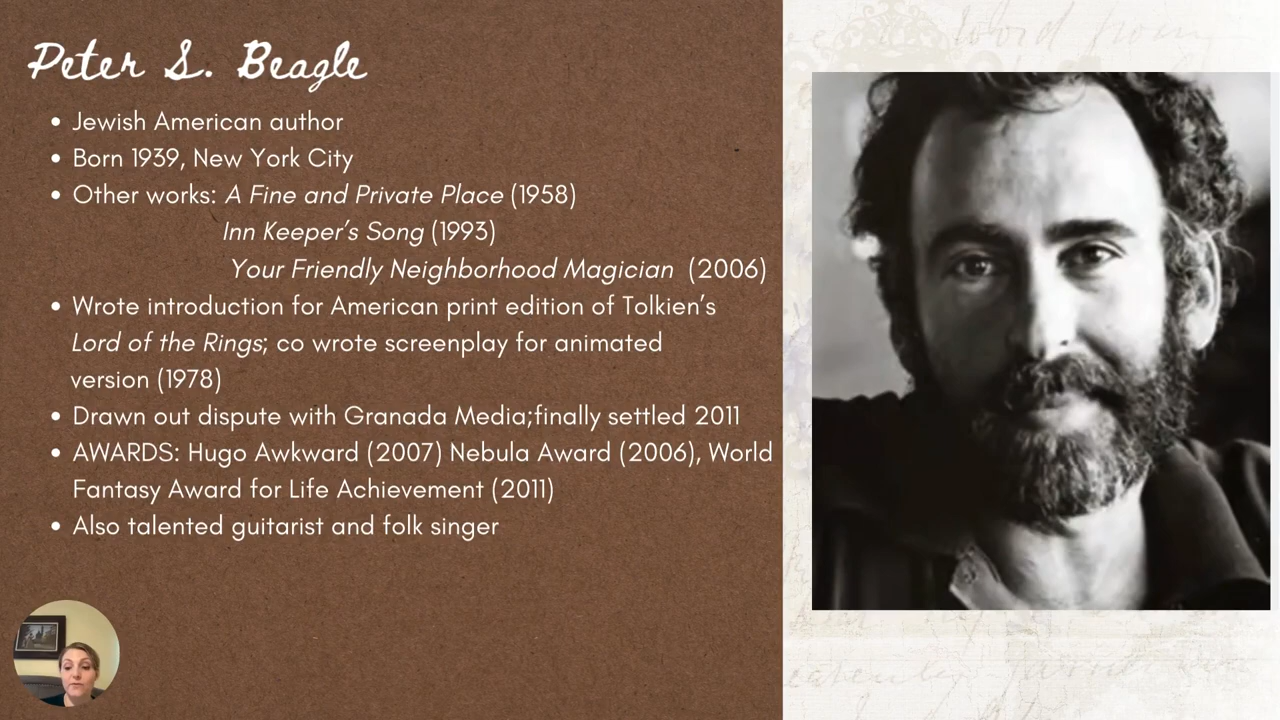 Peter S. Beagle
Jewish American author
Born 1939, New York City
Other works: A Fine and Private Place (1958)
Inn Keeper's Song (1993)
Your Friendly Neighborhood Magician (2006)
Wrote introduction for American print edition of Tolkien's
Lord of the Rings; co wrote screenplay for animated
version (1978)
Drawn out dispute with Granada Media;finally settled 2011
AWARDS: Hugo Awkward (2007) Nebula Award (2006), World
Fantasy Award for Life Achievement (2011)
Also talented guitarist and folk singer
Word from